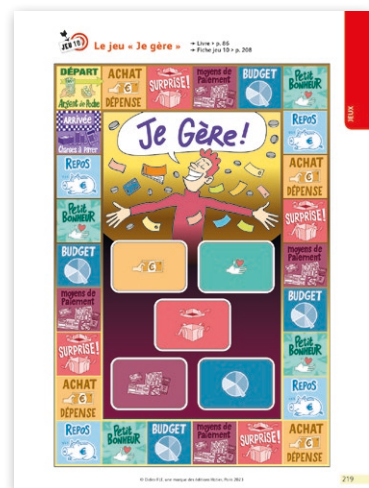 JEU 10
Le jeu « Je gère »
→ Livre • p. 86
→ Fiche jeu 10 • p. 208
JEUX
DÉPART
Argent de Poche
ACHAT
DÉPENSE
SURPRISE!
Moyens de Paiement
BUDGET
Petit BONHEUR
ARRIVÉE
Je GèRe!
REPOS
REPOS
ACHAT
DÉPENSE
Petit BONHEUR
SURPRISE!
BUDGET
Moyens de Paiement
Moyens de Paiement
BUDGET
SURPRISE!
Petit BONHEUR
ACHAT
DÉPENSE
REPOS
REPOS
Petit BONHEUR
BUDGET
Moyens de Paiement
SURPRISE!
ACHAT
DÉPENSE
219